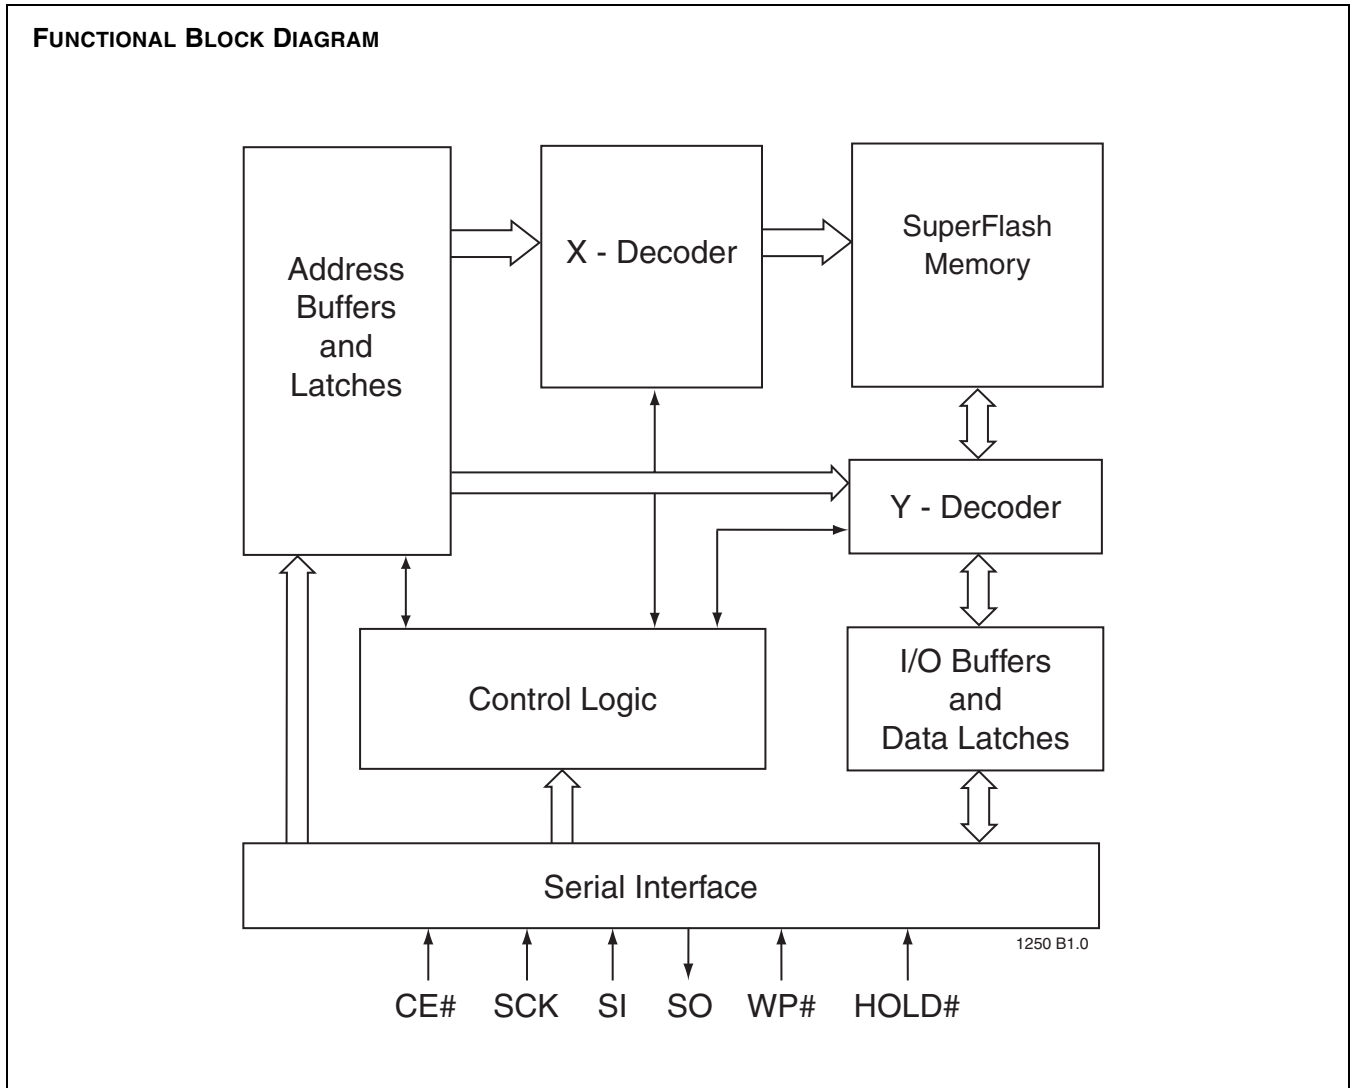 FUNCTIONAL BLOCK DIAGRAM
Address
Buffers
and
Latches
X - Decoder
SuperFlash
Memory
Y - Decoder
Control Logic
I/O Buffers
and
Data Latches
Serial Interface
1250 B1.0
CE# SCK SI SO WP# HOLD#